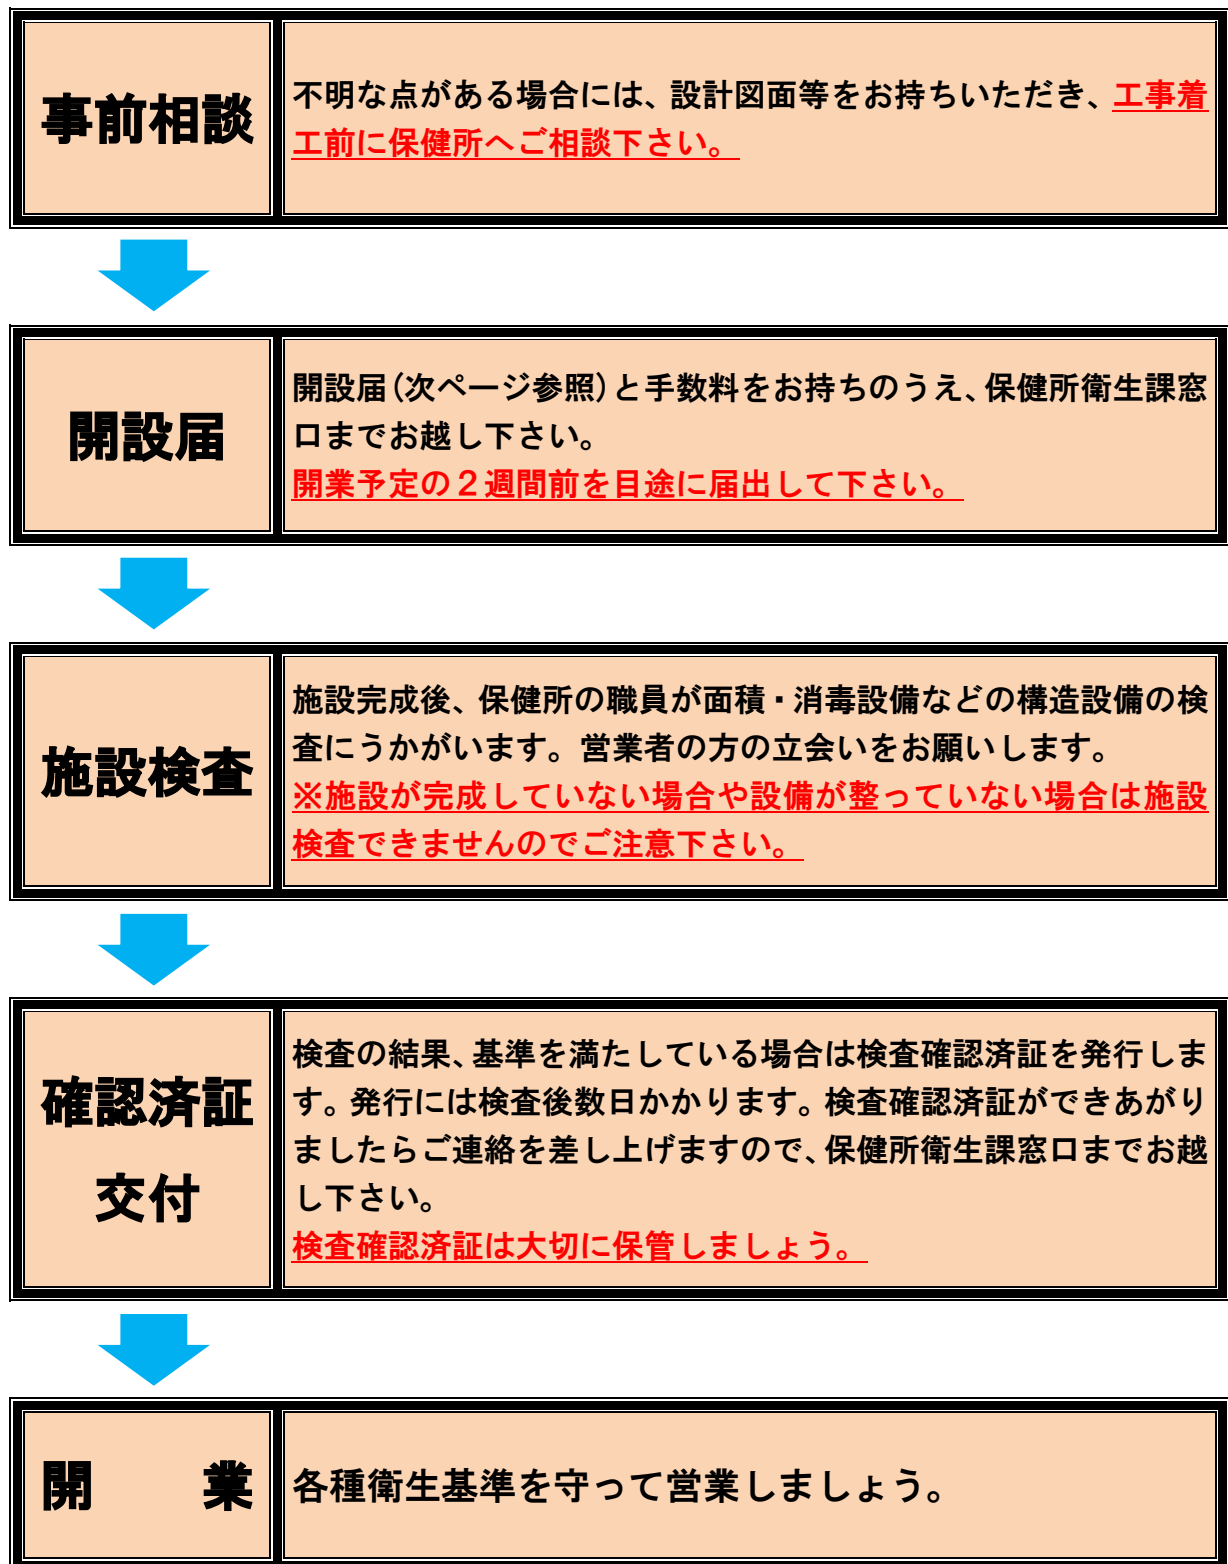 事前相談
不明な点がある場合には、設計図面等をお持ちいただき、工事着
工前に保健所へご相談下さい。
開設届
開設届(次ページ参照)と手数料をお持ちのうえ、保健所衛生課窓
口までお越し下さい。
開業予定の2週間前を目途に届出して下さい。
施設検査
施設完成後、保健所の職員が面積・消毒設備などの構造設備の検
査にうかがいます。営業者の方の立会いをお願いします。
※施設が完成していない場合や設備が整っていない場合は施設
検査できませんのでご注意下さい。
確認済証
交付
検査の結果、基準を満たしている場合は検査確認済証を発行しま
す。発行には検査後数日かかります。検査確認済証ができあがり
ましたらご連絡を差し上げますので、保健所衛生課窓口までお越
し下さい。
検査確認済証は大切に保管しましょう。
開　　業
各種衛生基準を守って営業しましょう。